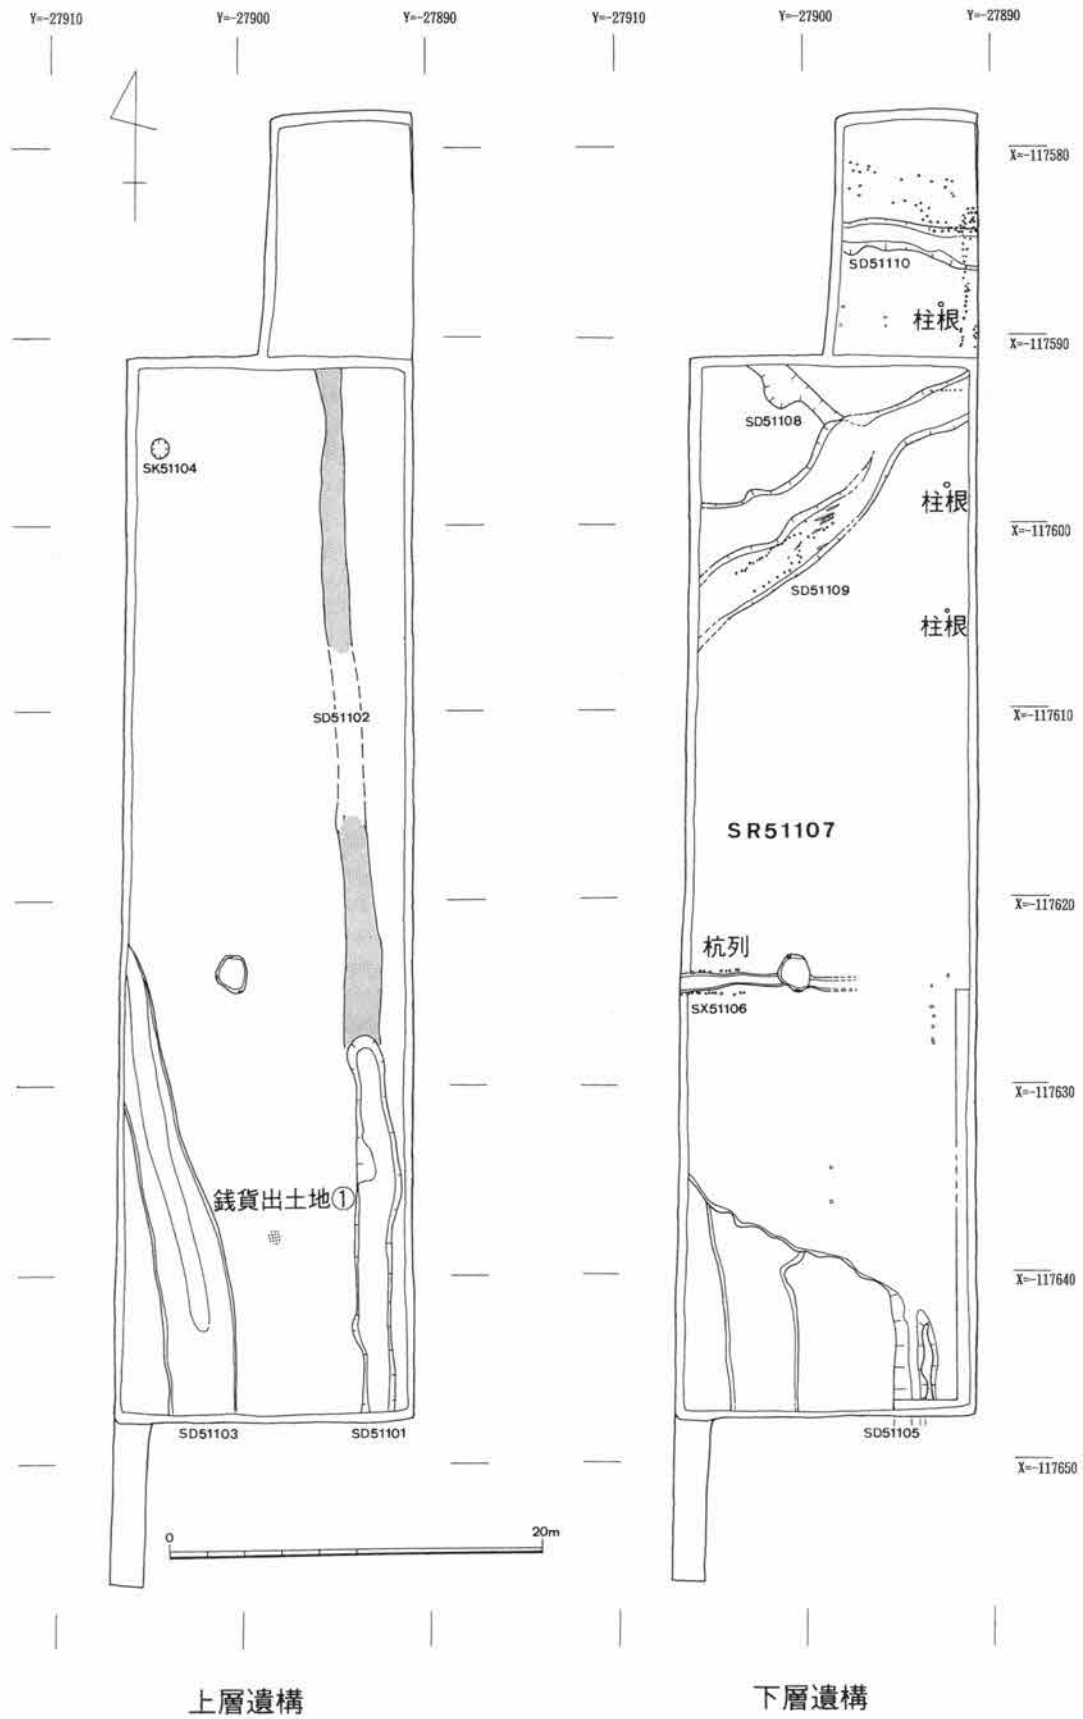 Y=-27910 Y=-27900 Y=-27890 Y=-27910 Y=-27900 Y=-27890
X=-117580
SD51110
柱根
X=-117590
SD51108
SK51104
柱根
X=-117600
SD51109
柱根
SD51102
X=-117610
SR51107
X=-117620
杭列
SX51106
X=-117630
銭貨出土地①
X=-117640
SD51103 SD51101 SD51105
X=-117650
0 20m
上層遺構 下層遺構